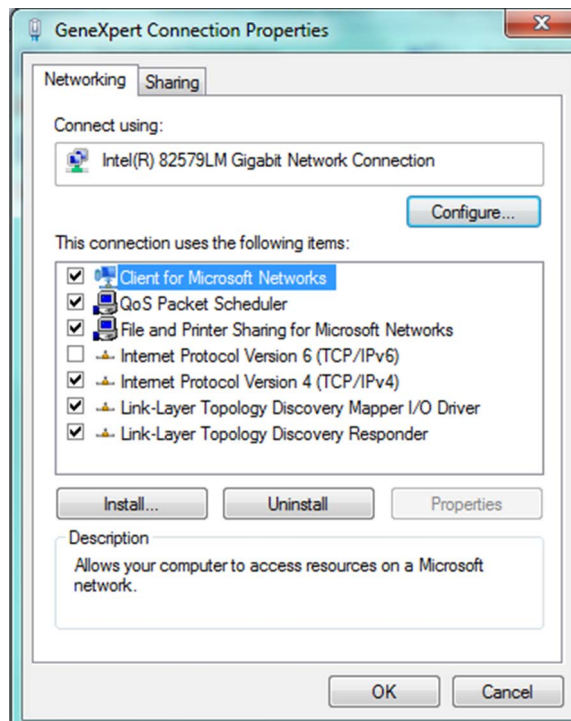 GeneXpert Connection Properties
Networking
Sharing
Connect using:
Intel(R) 82579LM Gigabit Network Connection
Configure...
This connection uses the following items:
Client for Microsoft Networks
QoS Packet Scheduler
File and Printer Sharing for Microsoft Networks
Internet Protocol Version 6 (TCP/IPv6)
Internet Protocol Version 4 (TCP/IPv4)
Link-Layer Topology Discovery Mapper I/O Driver
Link-Layer Topology Discovery Responder
Install...
Uninstall
Properties
Description
Allows your computer to access resources on a Microsoft
network.
OK
Cancel